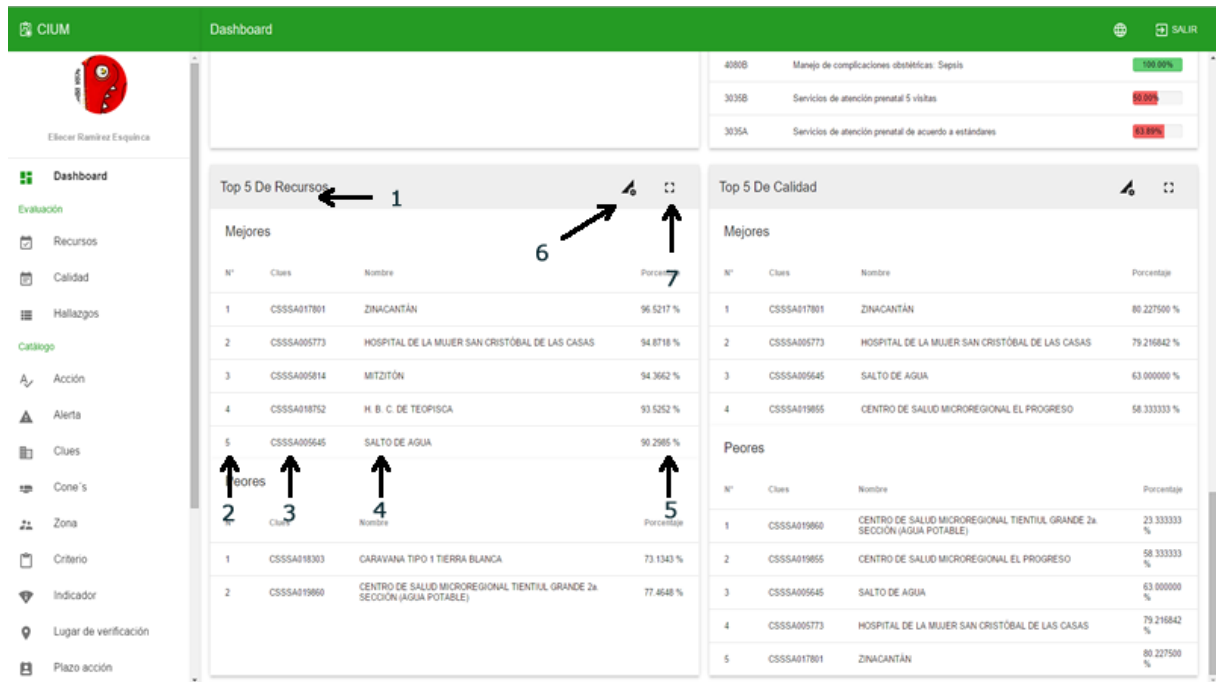 CIUM
Dashboard
SALIR
Eliecer Ramirez Esquinca
Dashboard
Evaluación
Recursos
Calidad
Hallazgos
Catálogo
Acción
Alerta
Clues
Cone`s
Zona
Criterio
Indicador
Lugar de verificación
Plazo acción
4080B Manejo de complicaciones obstétricas: Sepsis 100.00%
3035B Servicios de atención prenatal 5 visitas 50.00%
3035A Servicios de atención prenatal de acuerdo a estándares 63.89%
Top 5 De Recursos 1
6
7
Mejores
N° Clues Nombre Porcentaje
1 CSSSA017801 ZINACANTÁN 96.5217 %
2 CSSSA005773 HOSPITAL DE LA MUJER SAN CRISTÓBAL DE LAS CASAS 94.8718 %
3 CSSSA005814 MITZITÓN 94.3662 %
4 CSSSA018752 H. B. C. DE TEOPISCA 93.5252 %
5 CSSSA005645 SALTO DE AGUA 90.2985 %
Peores
2 3 4 5
N° Clues Nombre Porcentaje
1 CSSSA018303 CARAVANA TIPO 1 TIERRA BLANCA 73.1343 %
2 CSSSA019860 CENTRO DE SALUD MICROREGIONAL TIENTIUL GRANDE 2a. 77.4648 %
SECCIÓN (AGUA POTABLE)
Top 5 De Calidad
Mejores
N° Clues Nombre Porcentaje
1 CSSSA017801 ZINACANTÁN 80.227500 %
2 CSSSA005773 HOSPITAL DE LA MUJER SAN CRISTÓBAL DE LAS CASAS 79.216842 %
3 CSSSA005645 SALTO DE AGUA 63.000000 %
4 CSSSA019855 CENTRO DE SALUD MICROREGIONAL EL PROGRESO 58.333333 %
Peores
N° Clues Nombre Porcentaje
1 CSSSA019860 CENTRO DE SALUD MICROREGIONAL TIENTIUL GRANDE 2a. 23.333333
SECCIÓN (AGUA POTABLE) %
2 CSSSA019855 CENTRO DE SALUD MICROREGIONAL EL PROGRESO 58.333333
%
3 CSSSA005645 SALTO DE AGUA 63.000000
%
4 CSSSA005773 HOSPITAL DE LA MUJER SAN CRISTÓBAL DE LAS CASAS 79.216842
%
5 CSSSA017801 ZINACANTÁN 80.227500
%